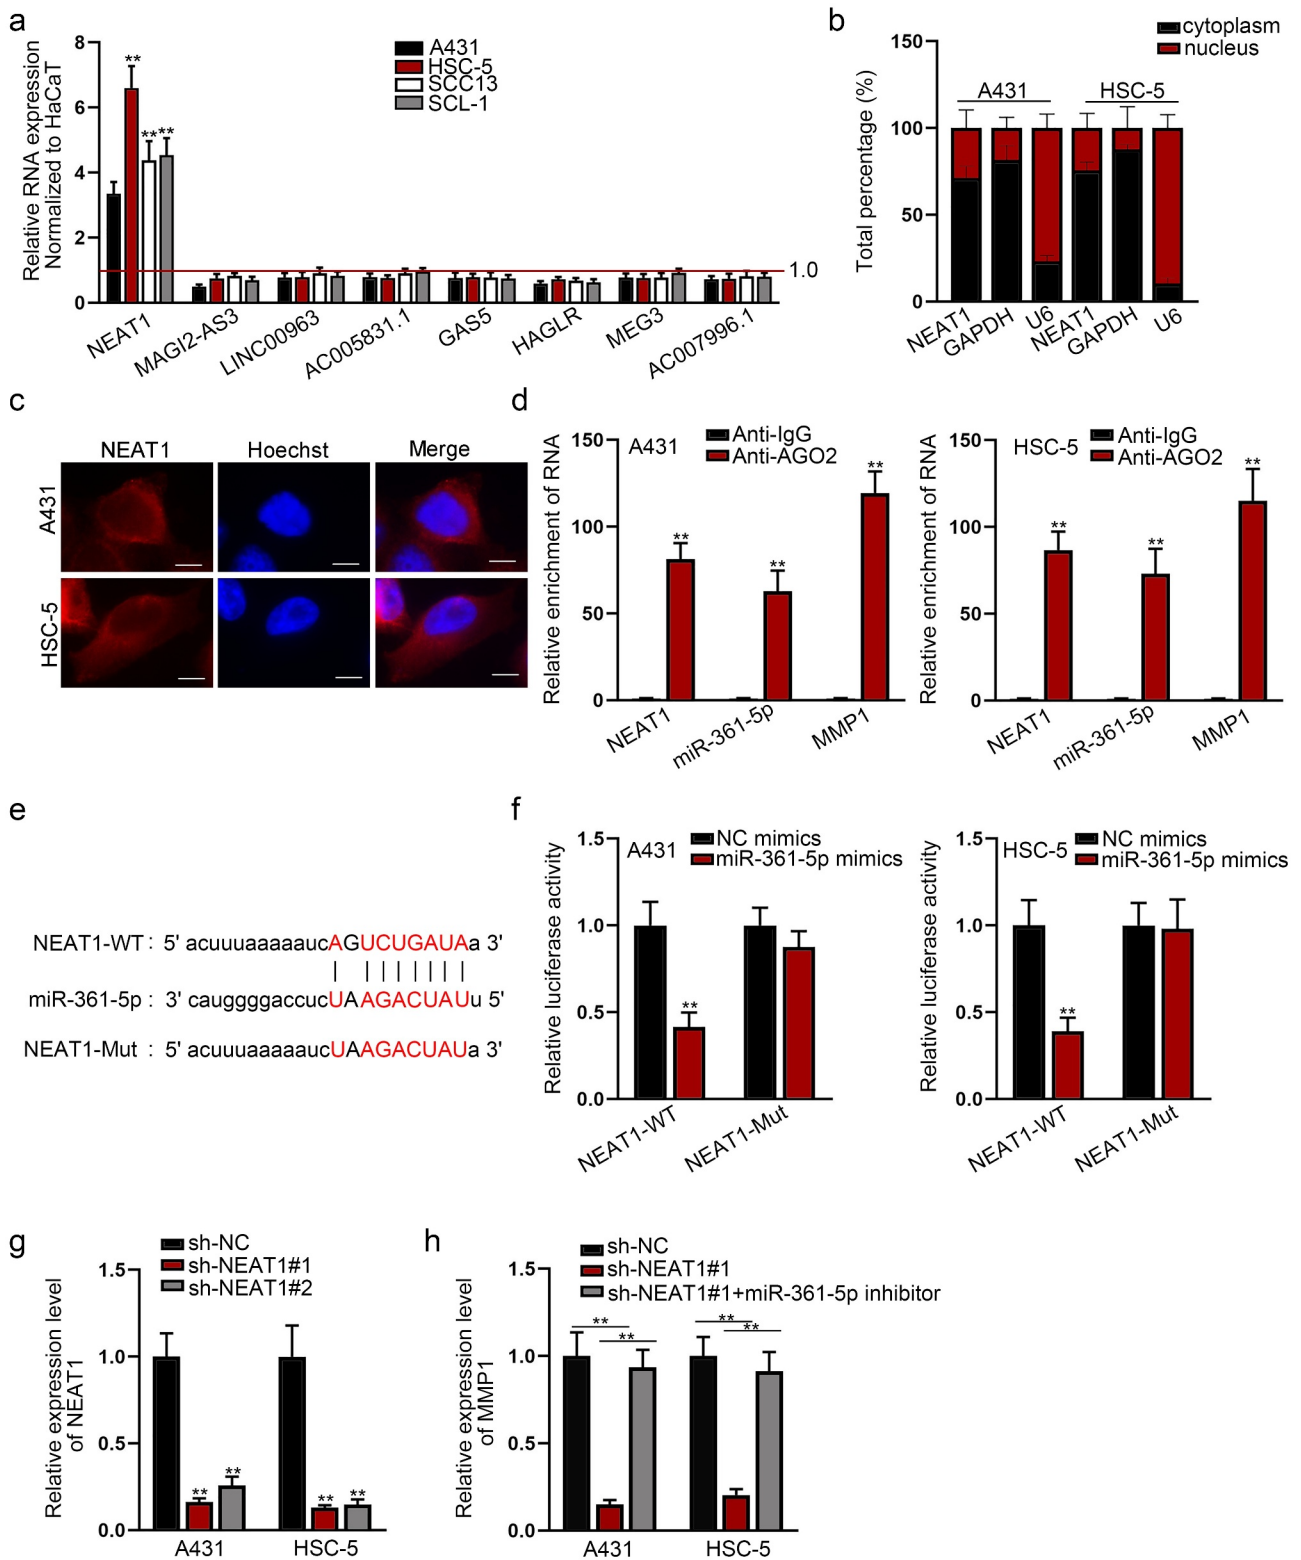 a
Relative RNA expression
Normalized to HaCaT
8
6
4
2
0
**
**
**
A431
HSC-5
SCC13
SCL-1
1.0
NEAT1
MAGI2-AS3
LINC00963
AC005831.1
GAS5
HAGLR
MEG3
AC007996.1
b
cytoplasm
nucleus
Total percentage (%)
150
100
50
0
A431
HSC-5
NEAT1
GAPDH
U6
NEAT1
GAPDH
U6
c
NEAT1
Hoechst
Merge
A431
HSC-5
d
Relative enrichment of RNA
150
100
50
0
A431
Anti-IgG
Anti-AGO2
**
**
**
NEAT1
miR-361-5p
MMP1
Relative enrichment of RNA
150
100
50
0
HSC-5
Anti-IgG
Anti-AGO2
**
**
**
NEAT1
miR-361-5p
MMP1
e
NEAT1-WT : 5' acuuuaaaaaucAGUCUGAUAa 3'
miR-361-5p : 3' cauggggaccucUAAGACUAUu 5'
NEAT1-Mut : 5' acuuuaaaaaucUAAGACUAUa 3'
f
Relative luciferase activity
1.5
1.0
0.5
0.0
A431
NC mimics
miR-361-5p mimics
**
NEAT1-WT
NEAT1-Mut
Relative luciferase activity
1.5
1.0
0.5
0.0
HSC-5
NC mimics
miR-361-5p mimics
**
NEAT1-WT
NEAT1-Mut
g
sh-NC
sh-NEAT1#1
sh-NEAT1#2
Relative expression level
of NEAT1
1.5
1.0
0.5
0.0
**
**
**
**
A431
HSC-5
h
sh-NC
sh-NEAT1#1
sh-NEAT1#1+miR-361-5p inhibitor
Relative expression level
of MMP1
1.5
1.0
0.5
0.0
**
**
**
**
A431
HSC-5